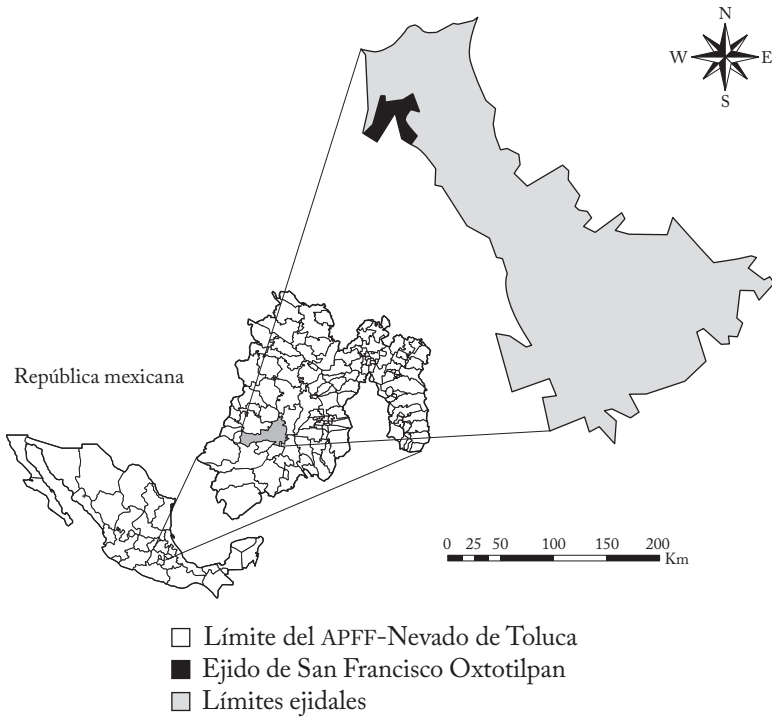 N
W E
S
República mexicana
0 25 50 100 150 200
Km
Límite del APFF-Nevado de Toluca
Ejido de San Francisco Oxtotilpan
Límites ejidales